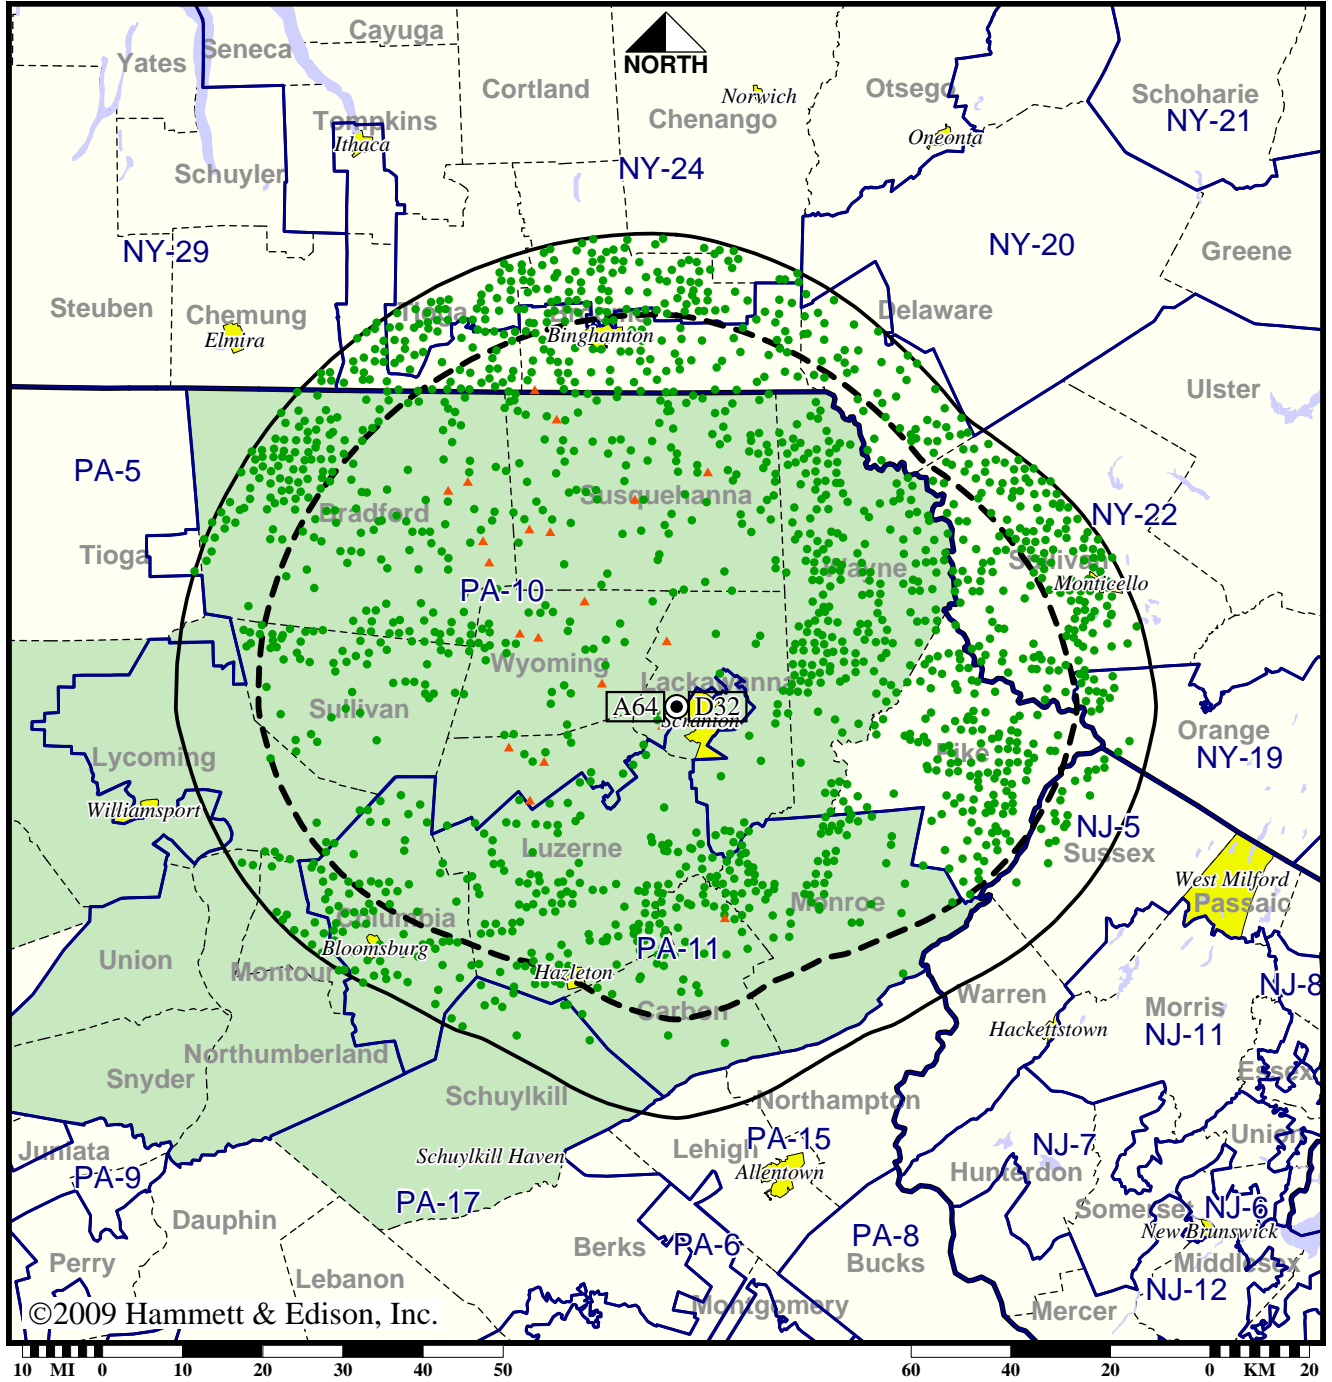 Cayuga
Seneca
Yates
NORTH
Cortland
Norwich
Chenango
Otsego
Schoharie
NY-21
Tompkins
Ithaca
Oneonta
Schuyler
NY-24
NY-29
NY-20
Greene
Steuben
Chemung
Elmira
Tioga
Broome
Binghamton
Delaware
Ulster
PA-5
Susquehanna
Bradford
NY-22
Tioga
Wayne
Sullivan
Monticello
PA-10
Wyoming
Lackawanna
Sullivan
A64
D32
Scranton
Orange
NY-19
Lycoming
Pike
Williamsport
NJ-5
Sussex
Luzerne
West Milford
Passaic
Monroe
Columbia
Bloomsburg
PA-11
Union
Montour
Hazleton
NJ-8
Warren
Morris
Carbon
Hackettstown
NJ-11
Northumberland
Snyder
Essex
Schuylkill
Northampton
Union
Juniata
PA-9
Schuylkill Haven
Lehigh
PA-15
Allentown
NJ-7
Hunterdon
PA-17
Somerset
NJ-6
New Brunswick
Dauphin
Perry
Berks
PA-6
PA-8
Bucks
Middlesex
NJ-12
Lebanon
Montgomery
Mercer
©2009 Hammett & Edison, Inc.
10 MI 0 10 20 30 40 50 60 40 20 0 KM 20